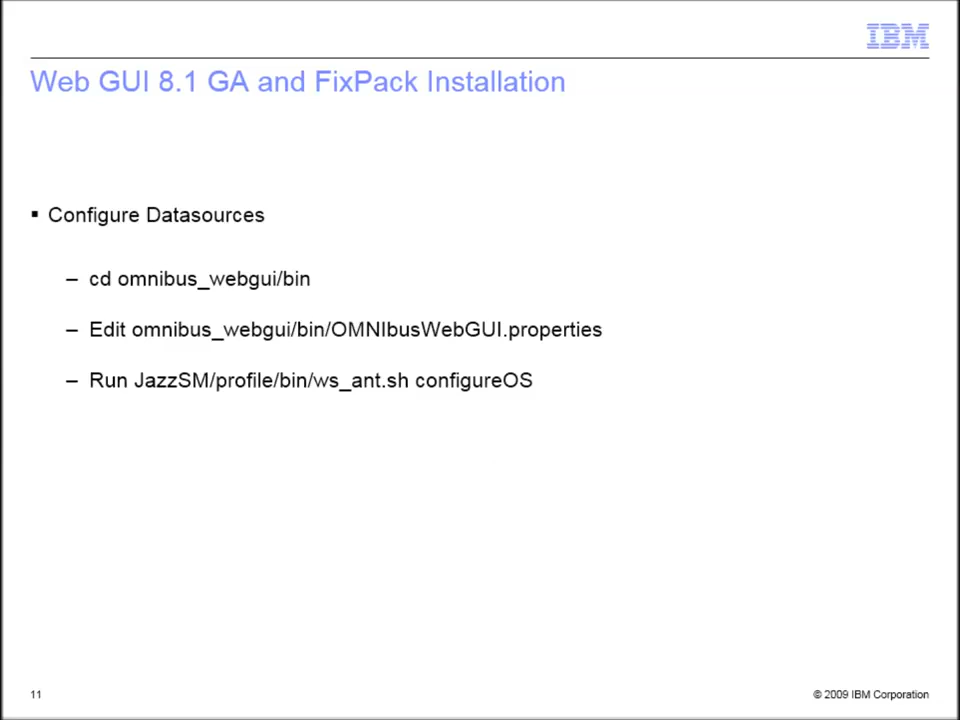 IBM
Web GUI 8.1 GA and FixPack Installation
▪ Configure Datasources
– cd omnibus_webgui/bin
– Edit omnibus_webgui/bin/OMNIbusWebGUI.properties
– Run JazzSM/profile/bin/ws_ant.sh configureOS
11
© 2009 IBM Corporation